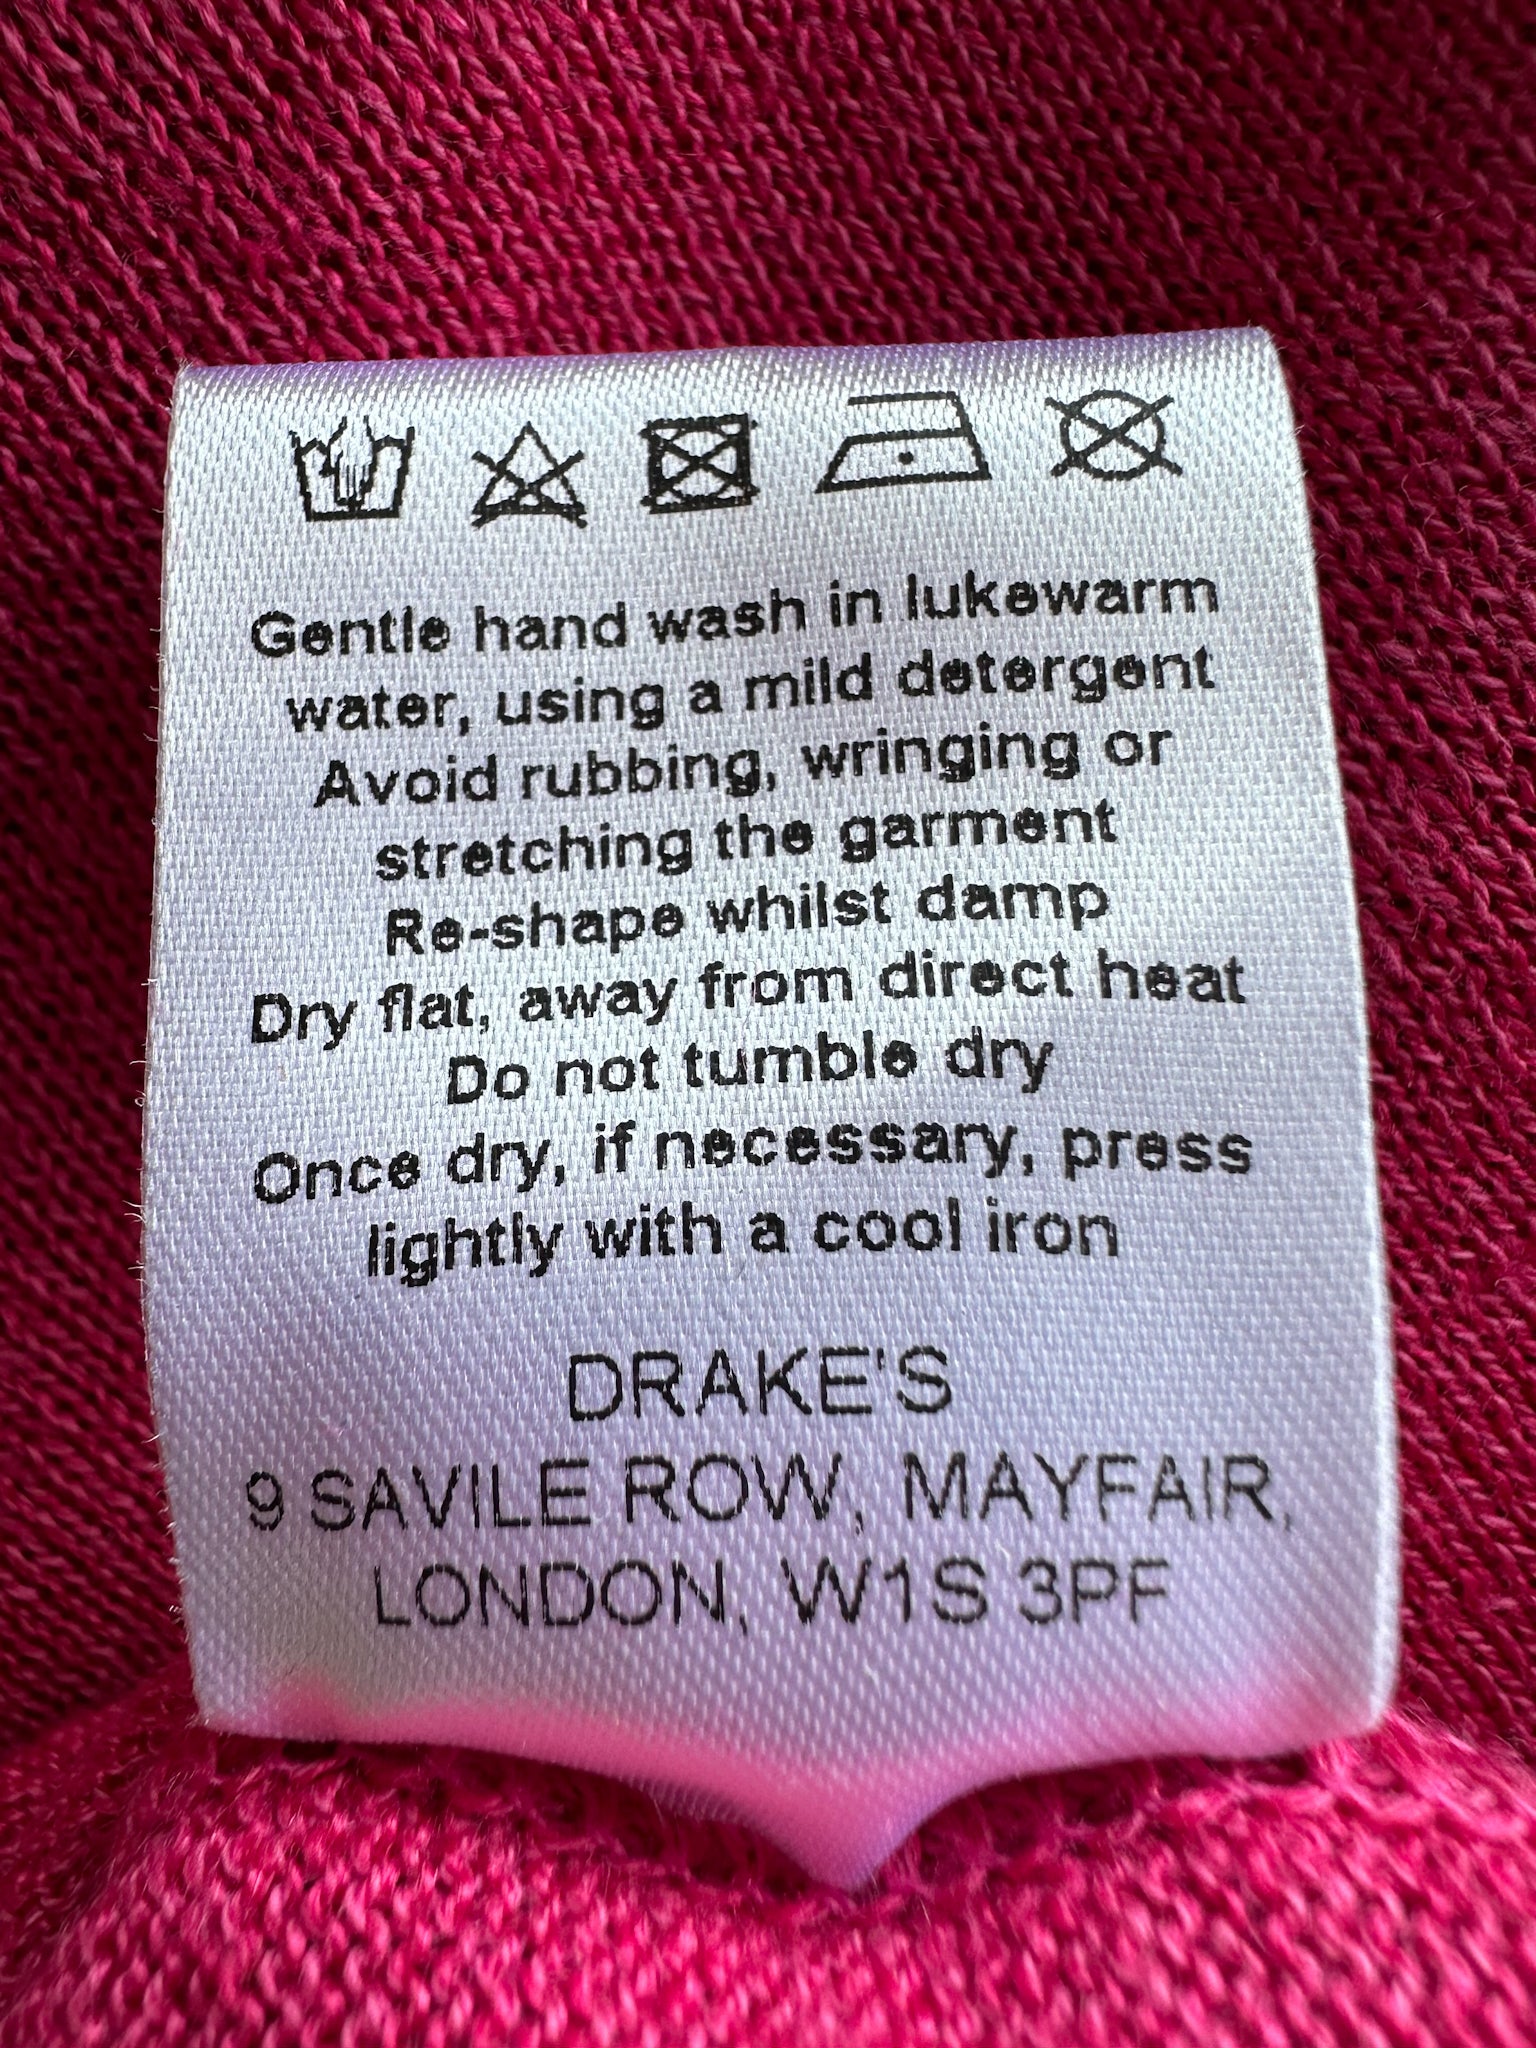 Gentle hand wash in lukewarm
water, using a mild detergent
Avoid rubbing, wringing or
stretching the garment
Re-shape whilst damp
Dry flat, away from direct heat
Do not tumble dry
Once dry, if necessary, press
lightly with a cool iron
DRAKE'S
9 SAVILE ROW, MAYFAIR,
LONDON, W1S 3PF